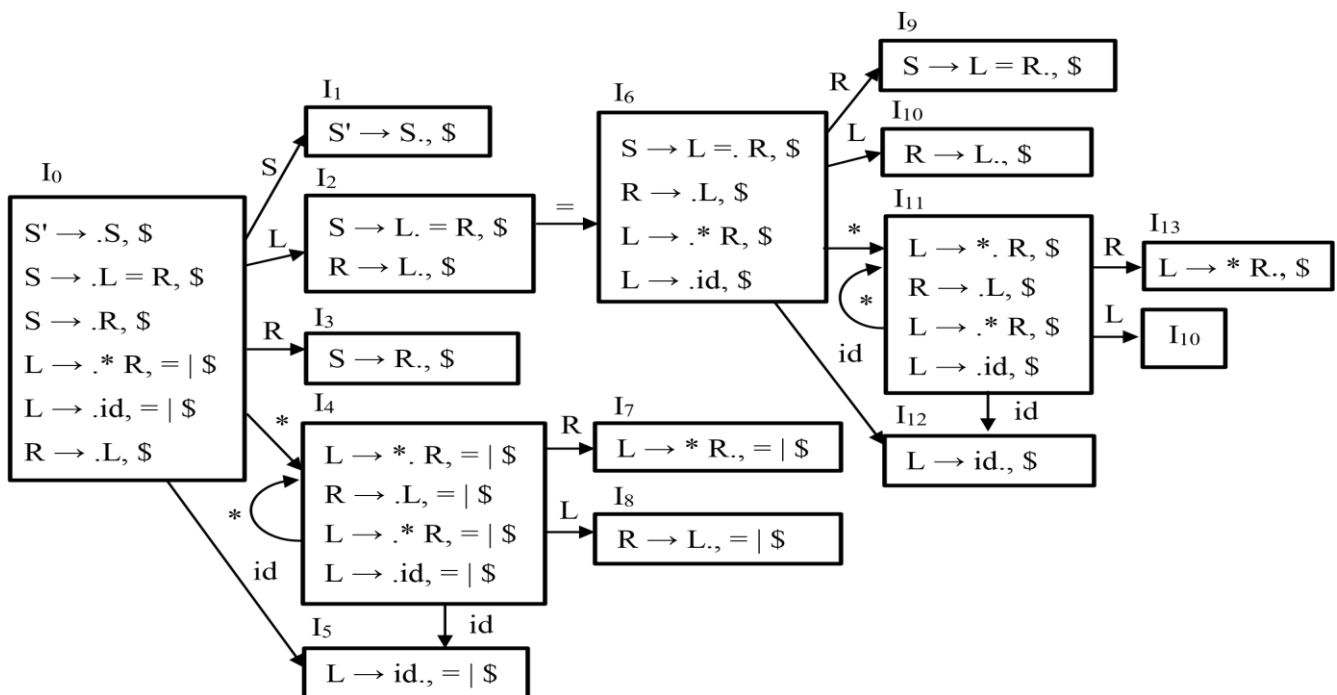 I₀
S' → .S, $
S → .L = R, $
S → .R, $
L → .* R, = | $
L → .id, = | $
R → .L, $
S
L
R
*
id
I₁
S' → S., $
I₂
S → L. = R, $
R → L., $
=
I₃
S → R., $
I₄
L → *. R, = | $
R → .L, = | $
L → .* R, = | $
L → .id, = | $
*
R
L
id
I₅
L → id., = | $
I₆
S → L =. R, $
R → .L, $
L → .* R, $
L → .id, $
R
L
*
id
I₇
L → * R., = | $
I₈
R → L., = | $
I₉
S → L = R., $
I₁₀
R → L., $
I₁₁
L → *. R, $
R → .L, $
L → .* R, $
L → .id, $
*
R
L
id
I₁₂
L → id., $
I₁₃
L → * R., $
I₁₀